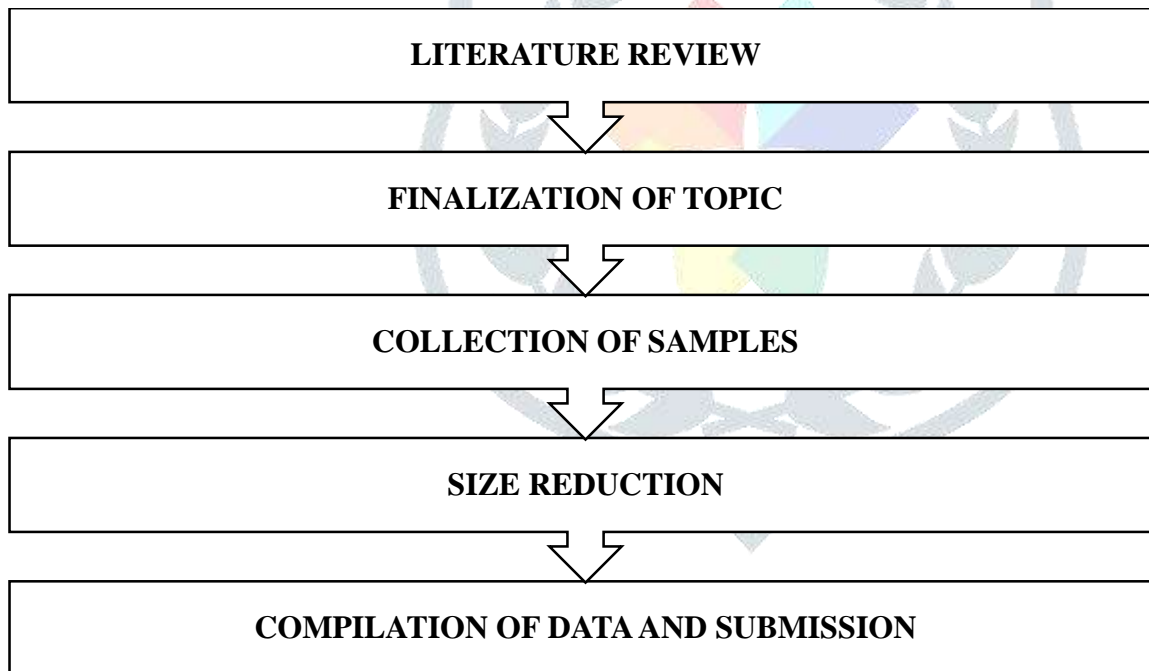 LITERATURE REVIEW
FINALIZATION OF TOPIC
COLLECTION OF SAMPLES
SIZE REDUCTION
COMPILATION OF DATA AND SUBMISSION